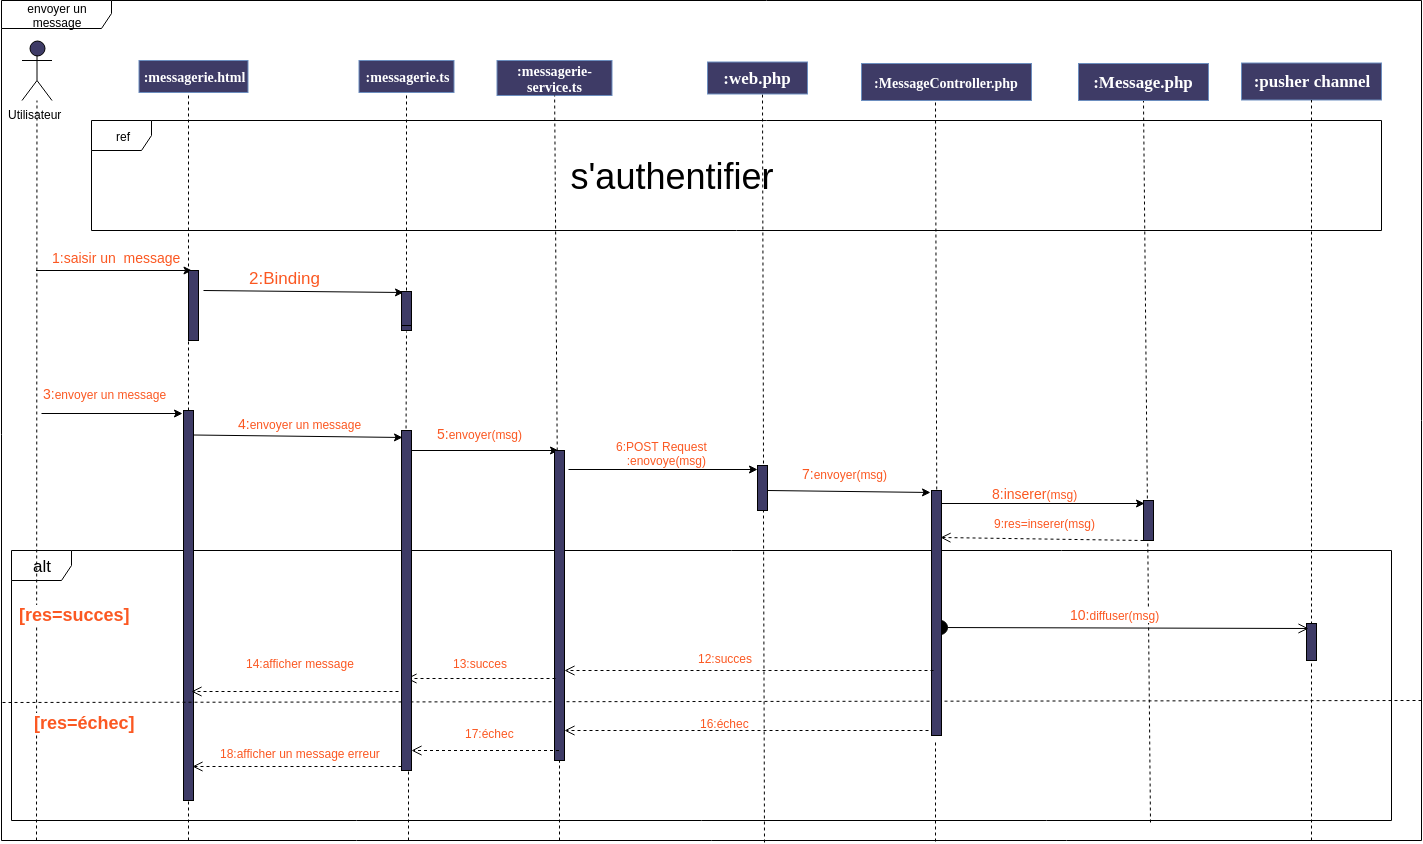 envoyer un
message
Utilisateur
:messagerie.html
:messagerie.ts
:messagerie-
service.ts
:web.php
:MessageController.php
:Message.php
:pusher channel
ref
s'authentifier
1:saisir un  message
2:Binding
3:envoyer un message
4:envoyer un message
5:envoyer(msg)
6:POST Request
:enovoye(msg)
7:envoyer(msg)
8:inserer(msg)
9:res=inserer(msg)
alt
[res=succes]
10:diffuser(msg)
12:succes
13:succes
14:afficher message
[res=échec]
16:échec
17:échec
18:afficher un message erreur